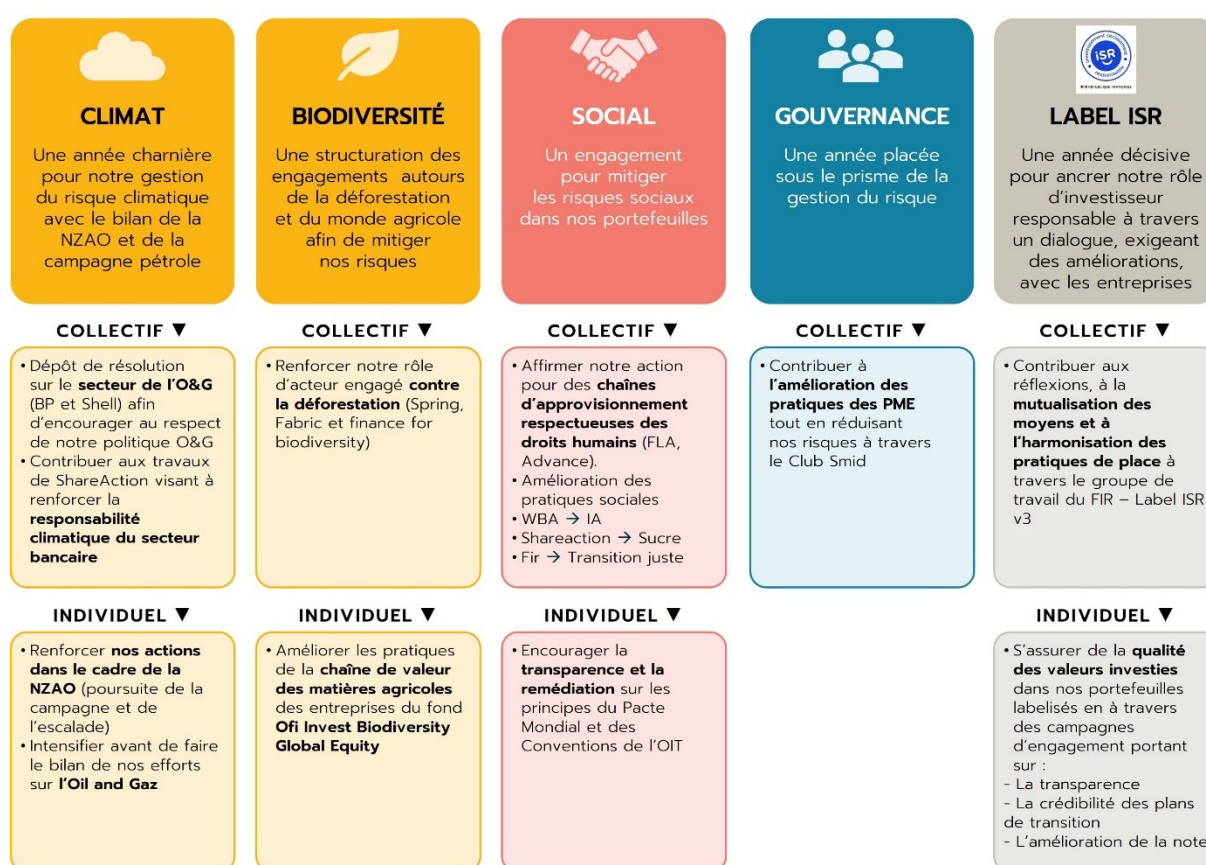 CLIMAT
Une année charnière
pour notre gestion
du risque climatique
avec le bilan de la
NZAO et de la
campagne pétrole
BIODIVERSITÉ
Une structuration des
engagements autours
de la déforestation
et du monde agricole
afin de mitiger
nos risques
SOCIAL
Un engagement
pour mitiger
les risques sociaux
dans nos portefeuilles
GOUVERNANCE
Une année placée
sous le prisme de la
gestion du risque
iSR
RÉPUBLIQUE FRANÇAISE
LABEL ISR
Une année décisive
pour ancrer notre rôle
d'investisseur
responsable à travers
un dialogue, exigeant
des améliorations,
avec les entreprises
COLLECTIF ▼
• Dépôt de résolution
sur le secteur de l'O&G
(BP et Shell) afin
d'encourager au respect
de notre politique O&G
• Contribuer aux travaux
de ShareAction visant à
renforcer la
responsabilité
climatique du secteur
bancaire
COLLECTIF ▼
• Renforcer notre rôle
d'acteur engagé contre
la déforestation (Spring,
Fabric et finance for
biodiversity)
COLLECTIF ▼
• Affirmer notre action
pour des chaînes
d'approvisionnement
respectueuses des
droits humains (FLA,
Advance).
• Amélioration des
pratiques sociales
• WBA → IA
• Shareaction → Sucre
• Fir → Transition juste
COLLECTIF ▼
• Contribuer à
l'amélioration des
pratiques des PME
tout en réduisant
nos risques à travers
le Club Smid
COLLECTIF ▼
• Contribuer aux
réflexions, à la
mutualisation des
moyens et à
l'harmonisation des
pratiques de place à
travers le groupe de
travail du FIR – Label ISR
v3
INDIVIDUEL ▼
• Renforcer nos actions
dans le cadre de la
NZAO (poursuite de la
campagne et de
l'escalade)
• Intensifier avant de faire
le bilan de nos efforts
sur l'Oil and Gaz
INDIVIDUEL ▼
• Améliorer les pratiques
de la chaîne de valeur
des matières agricoles
des entreprises du fond
Ofi Invest Biodiversity
Global Equity
INDIVIDUEL ▼
• Encourager la
transparence et la
remédiation sur les
principes du Pacte
Mondial et des
Conventions de l'OIT
INDIVIDUEL ▼
• S'assurer de la qualité
des valeurs investies
dans nos portefeuilles
labelisés en à travers
des campagnes
d'engagement portant
sur :
- La transparence
- La crédibilité des plans
de transition
- L'amélioration de la note